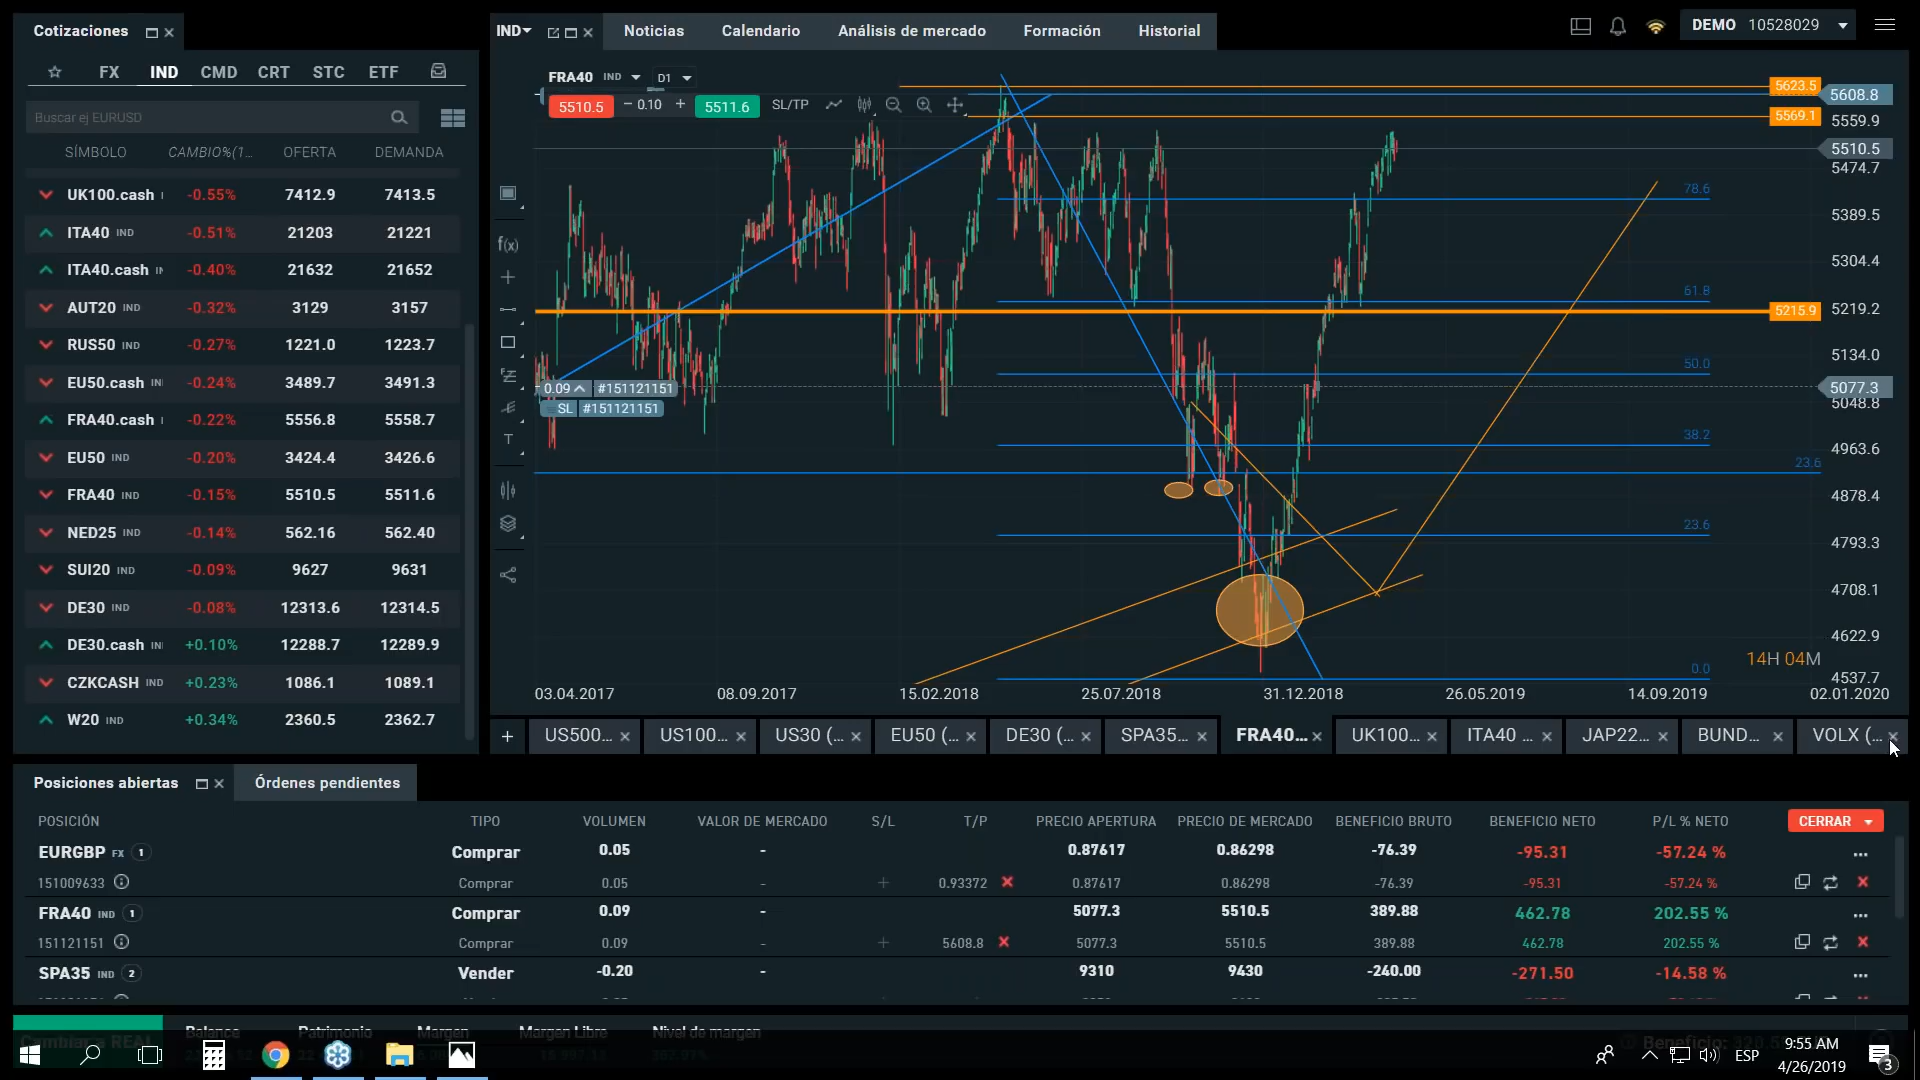 Cotizaciones
FX IND CMD CRT STC ETF
Buscar ej EURUSD
SÍMBOLO CAMBIO%(1... OFERTA DEMANDA
UK100.cash -0.55% 7412.9 7413.5
ITA40 IND -0.51% 21203 21221
ITA40.cash -0.40% 21632 21652
AUT20 IND -0.32% 3129 3157
RUS50 IND -0.27% 1221.0 1223.7
EU50.cash IN -0.24% 3489.7 3491.3
FRA40.cash -0.22% 5556.8 5558.7
EU50 IND -0.20% 3424.4 3426.6
FRA40 IND -0.15% 5510.5 5511.6
NED25 IND -0.14% 562.16 562.40
SUI20 IND -0.09% 9627 9631
DE30 IND -0.08% 12313.6 12314.5
DE30.cash IN +0.10% 12288.7 12289.9
CZKCASH IND +0.23% 1086.1 1089.1
W20 IND +0.34% 2360.5 2362.7
IND Noticias Calendario Análisis de mercado Formación Historial
DEMO 10528029
FRA40 IND D1
5510.5 − 0.10 + 5511.6 SL/TP
f(x)
T
0.09 #151121151
SL #151121151
78.6
61.8
50.0
38.2
23.6
23.6
0.0
14H 04M
5623.5
5608.8
5569.1
5559.9
5510.5
5474.7
5389.5
5304.4
5215.9
5219.2
5134.0
5077.3
5048.8
4963.6
4878.4
4793.3
4708.1
4622.9
4537.7
03.04.2017 08.09.2017 15.02.2018 25.07.2018 31.12.2018 26.05.2019 14.09.2019 02.01.2020
+ US500... US100... US30 (... EU50 (... DE30 (... SPA35... FRA40... UK100... ITA40 ... JAP22... BUND... VOLX (...
Posiciones abiertas Órdenes pendientes
POSICIÓN TIPO VOLUMEN VALOR DE MERCADO S/L T/P PRECIO APERTURA PRECIO DE MERCADO BENEFICIO BRUTO BENEFICIO NETO P/L % NETO CERRAR
EURGBP FX 1 Comprar 0.05 - 0.87617 0.86298 -76.39 -95.31 -57.24 % ...
151009633 Comprar 0.05 - + 0.93372 0.87617 0.86298 -76.39 -95.31 -57.24 %
FRA40 IND 1 Comprar 0.09 - 5077.3 5510.5 389.88 462.78 202.55 % ...
151121151 Comprar 0.09 - + 5608.8 5077.3 5510.5 389.88 462.78 202.55 %
SPA35 IND 2 Vender -0.20 - 9310 9430 -240.00 -271.50 -14.58 % ...
Cambiar a REAL Balance Patrimonio Margen Margen Libre Nivel de margen
Beneficio:
ESP
9:55 AM
4/26/2019
3